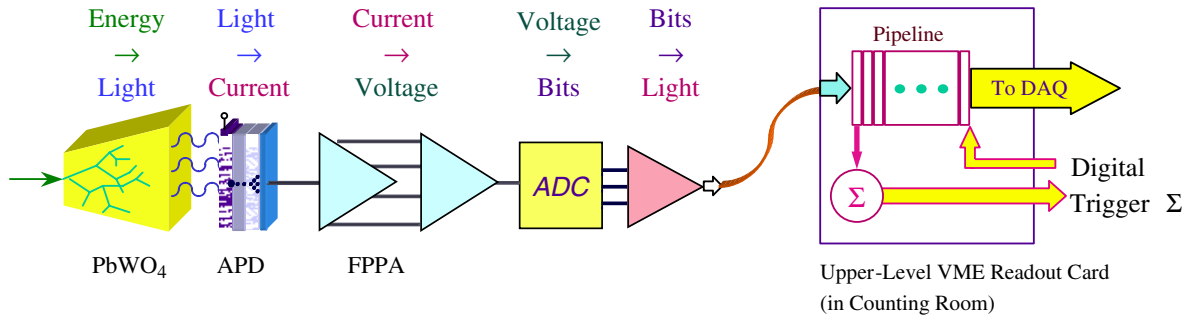 Energy → Light
Light → Current
Current → Voltage
Voltage → Bits
Bits → Light
Pipeline
To DAQ
ADC
Σ
Digital
Trigger Σ
PbWO₄
APD
FPPA
Upper-Level VME Readout Card
(in Counting Room)